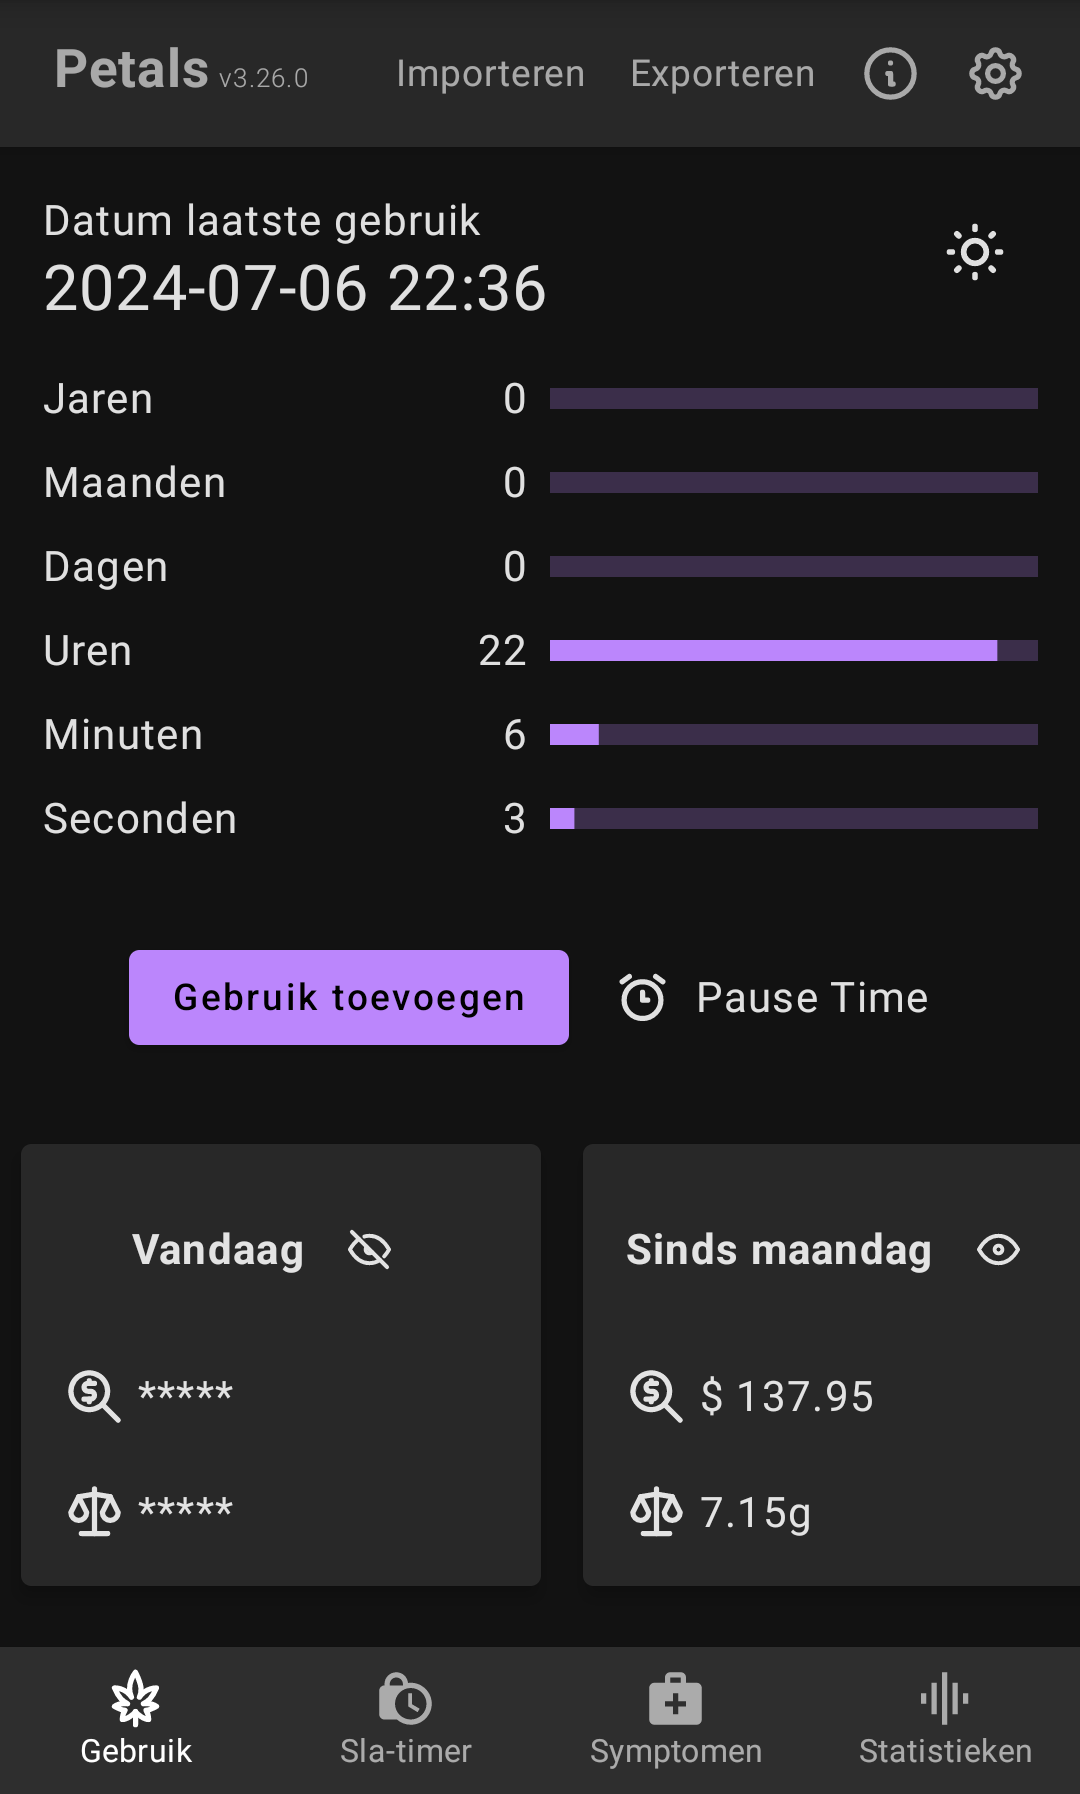 Petals v3.26.0 Importeren Exporteren
Datum laatste gebruik
2024-07-06 22:36
Jaren 0
Maanden 0
Dagen 0
Uren 22
Minuten 6
Seconden 3
Gebruik toevoegen Pause Time
Vandaag
*****
*****
Sinds maandag
$ 137.95
7.15g
Gebruik Sla-timer Symptomen Statistieken